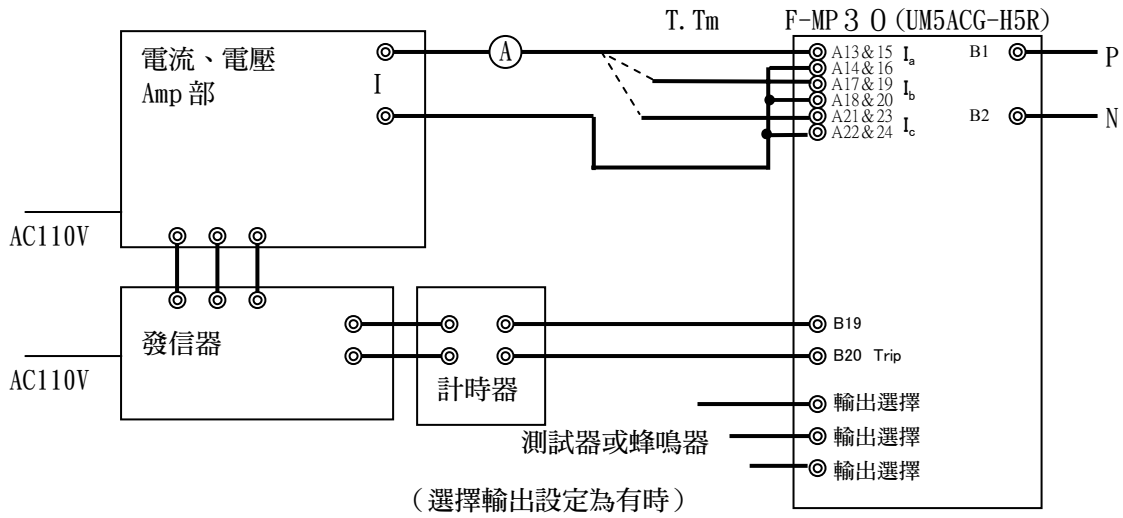 T.Tm
F-MP３０(UM5ACG-H5R)
電流、電壓
Amp 部
I
A
A13&15
A14&16
Ia
A17&19
A18&20
Ib
A21&23
A22&24
Ic
B1
P
B2
N
AC110V
發信器
AC110V
計時器
B19
B20 Trip
輸出選擇
測試器或蜂鳴器
輸出選擇
輸出選擇
（選擇輸出設定為有時）